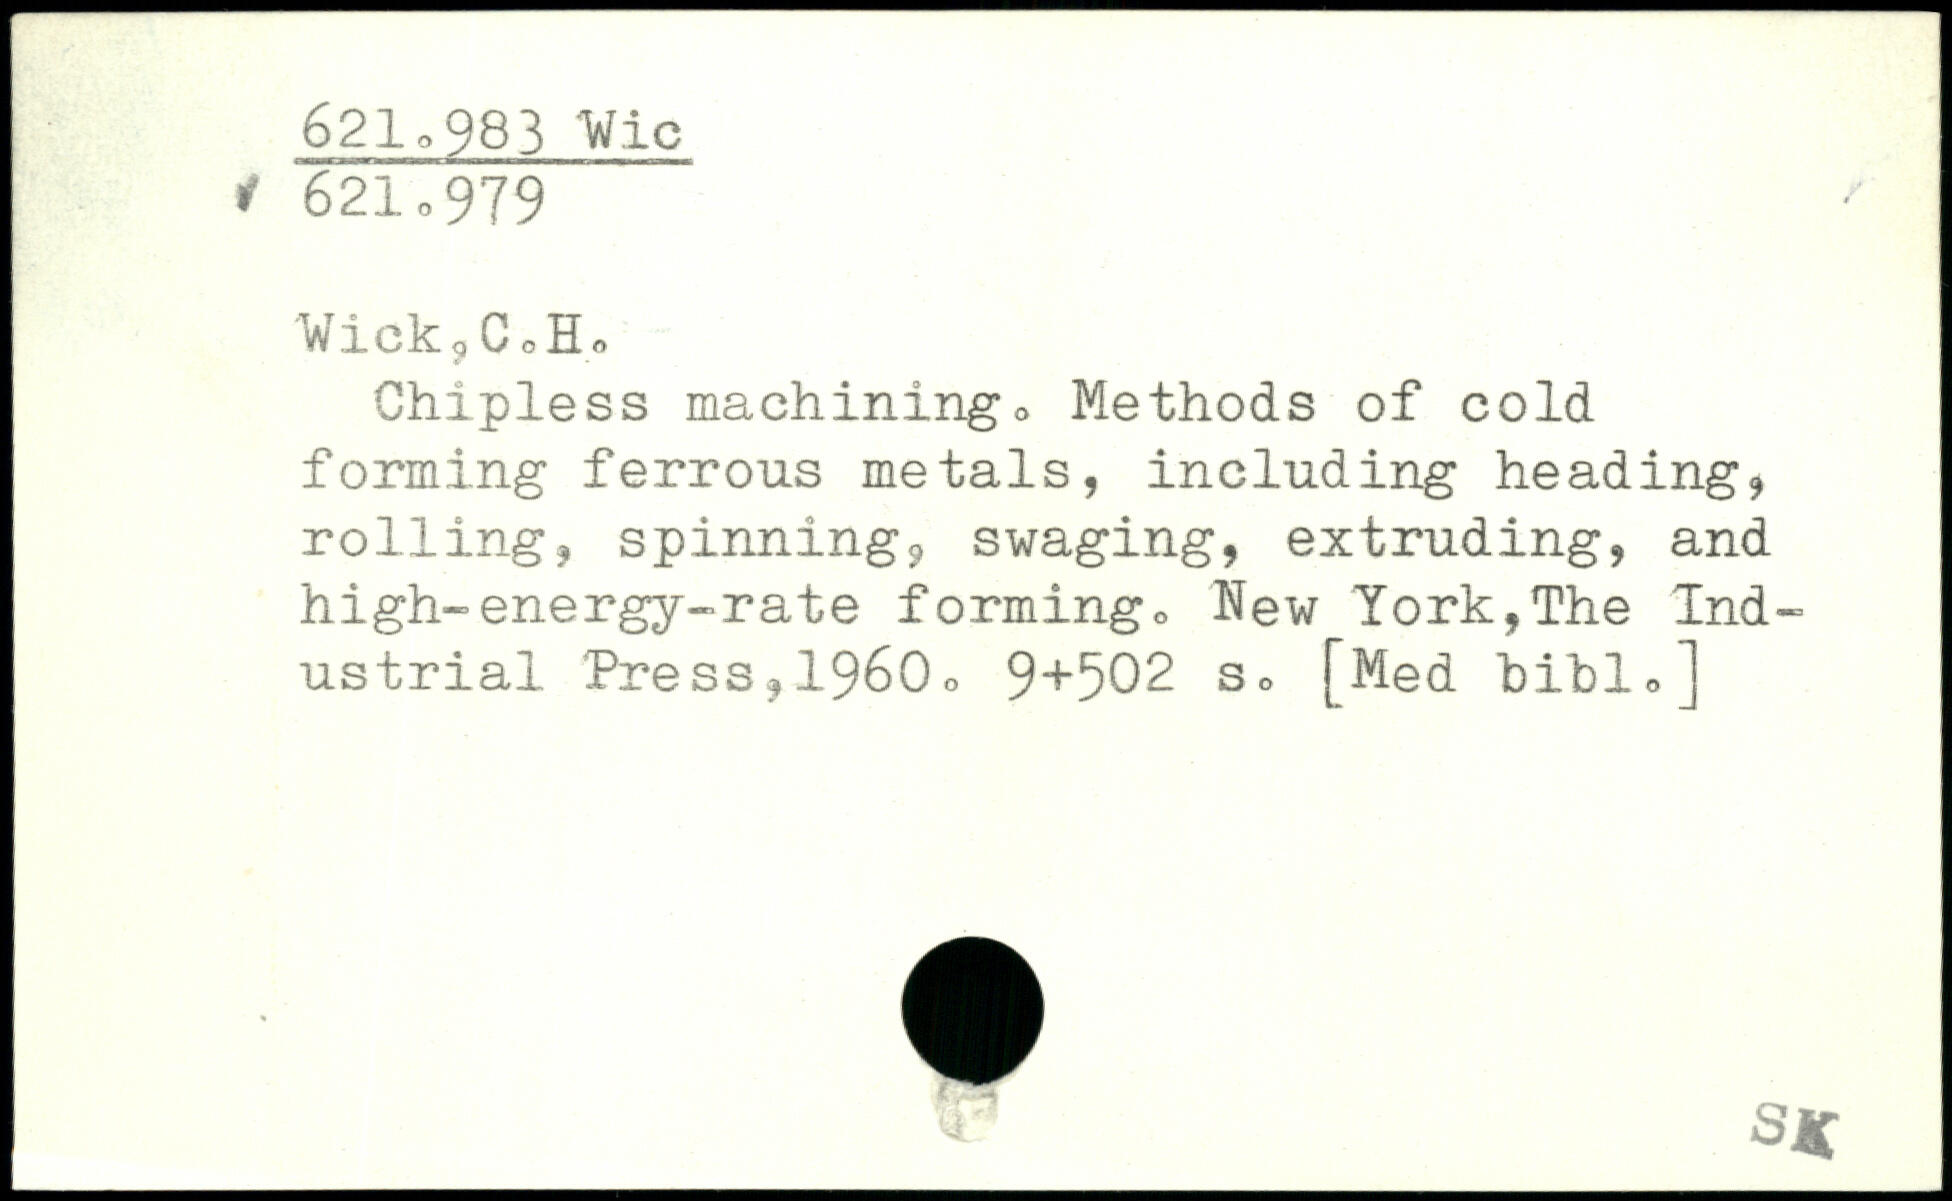 621.983 Wic
621.979
Wick,C.H.
Chipless machining. Methods of cold
forming ferrous metals, including heading,
rolling, spinning, swaging, extruding, and
high-energy-rate forming. New York,The Ind-
ustrial Press,1960. 9+502 s. [Med bibl.]
SK